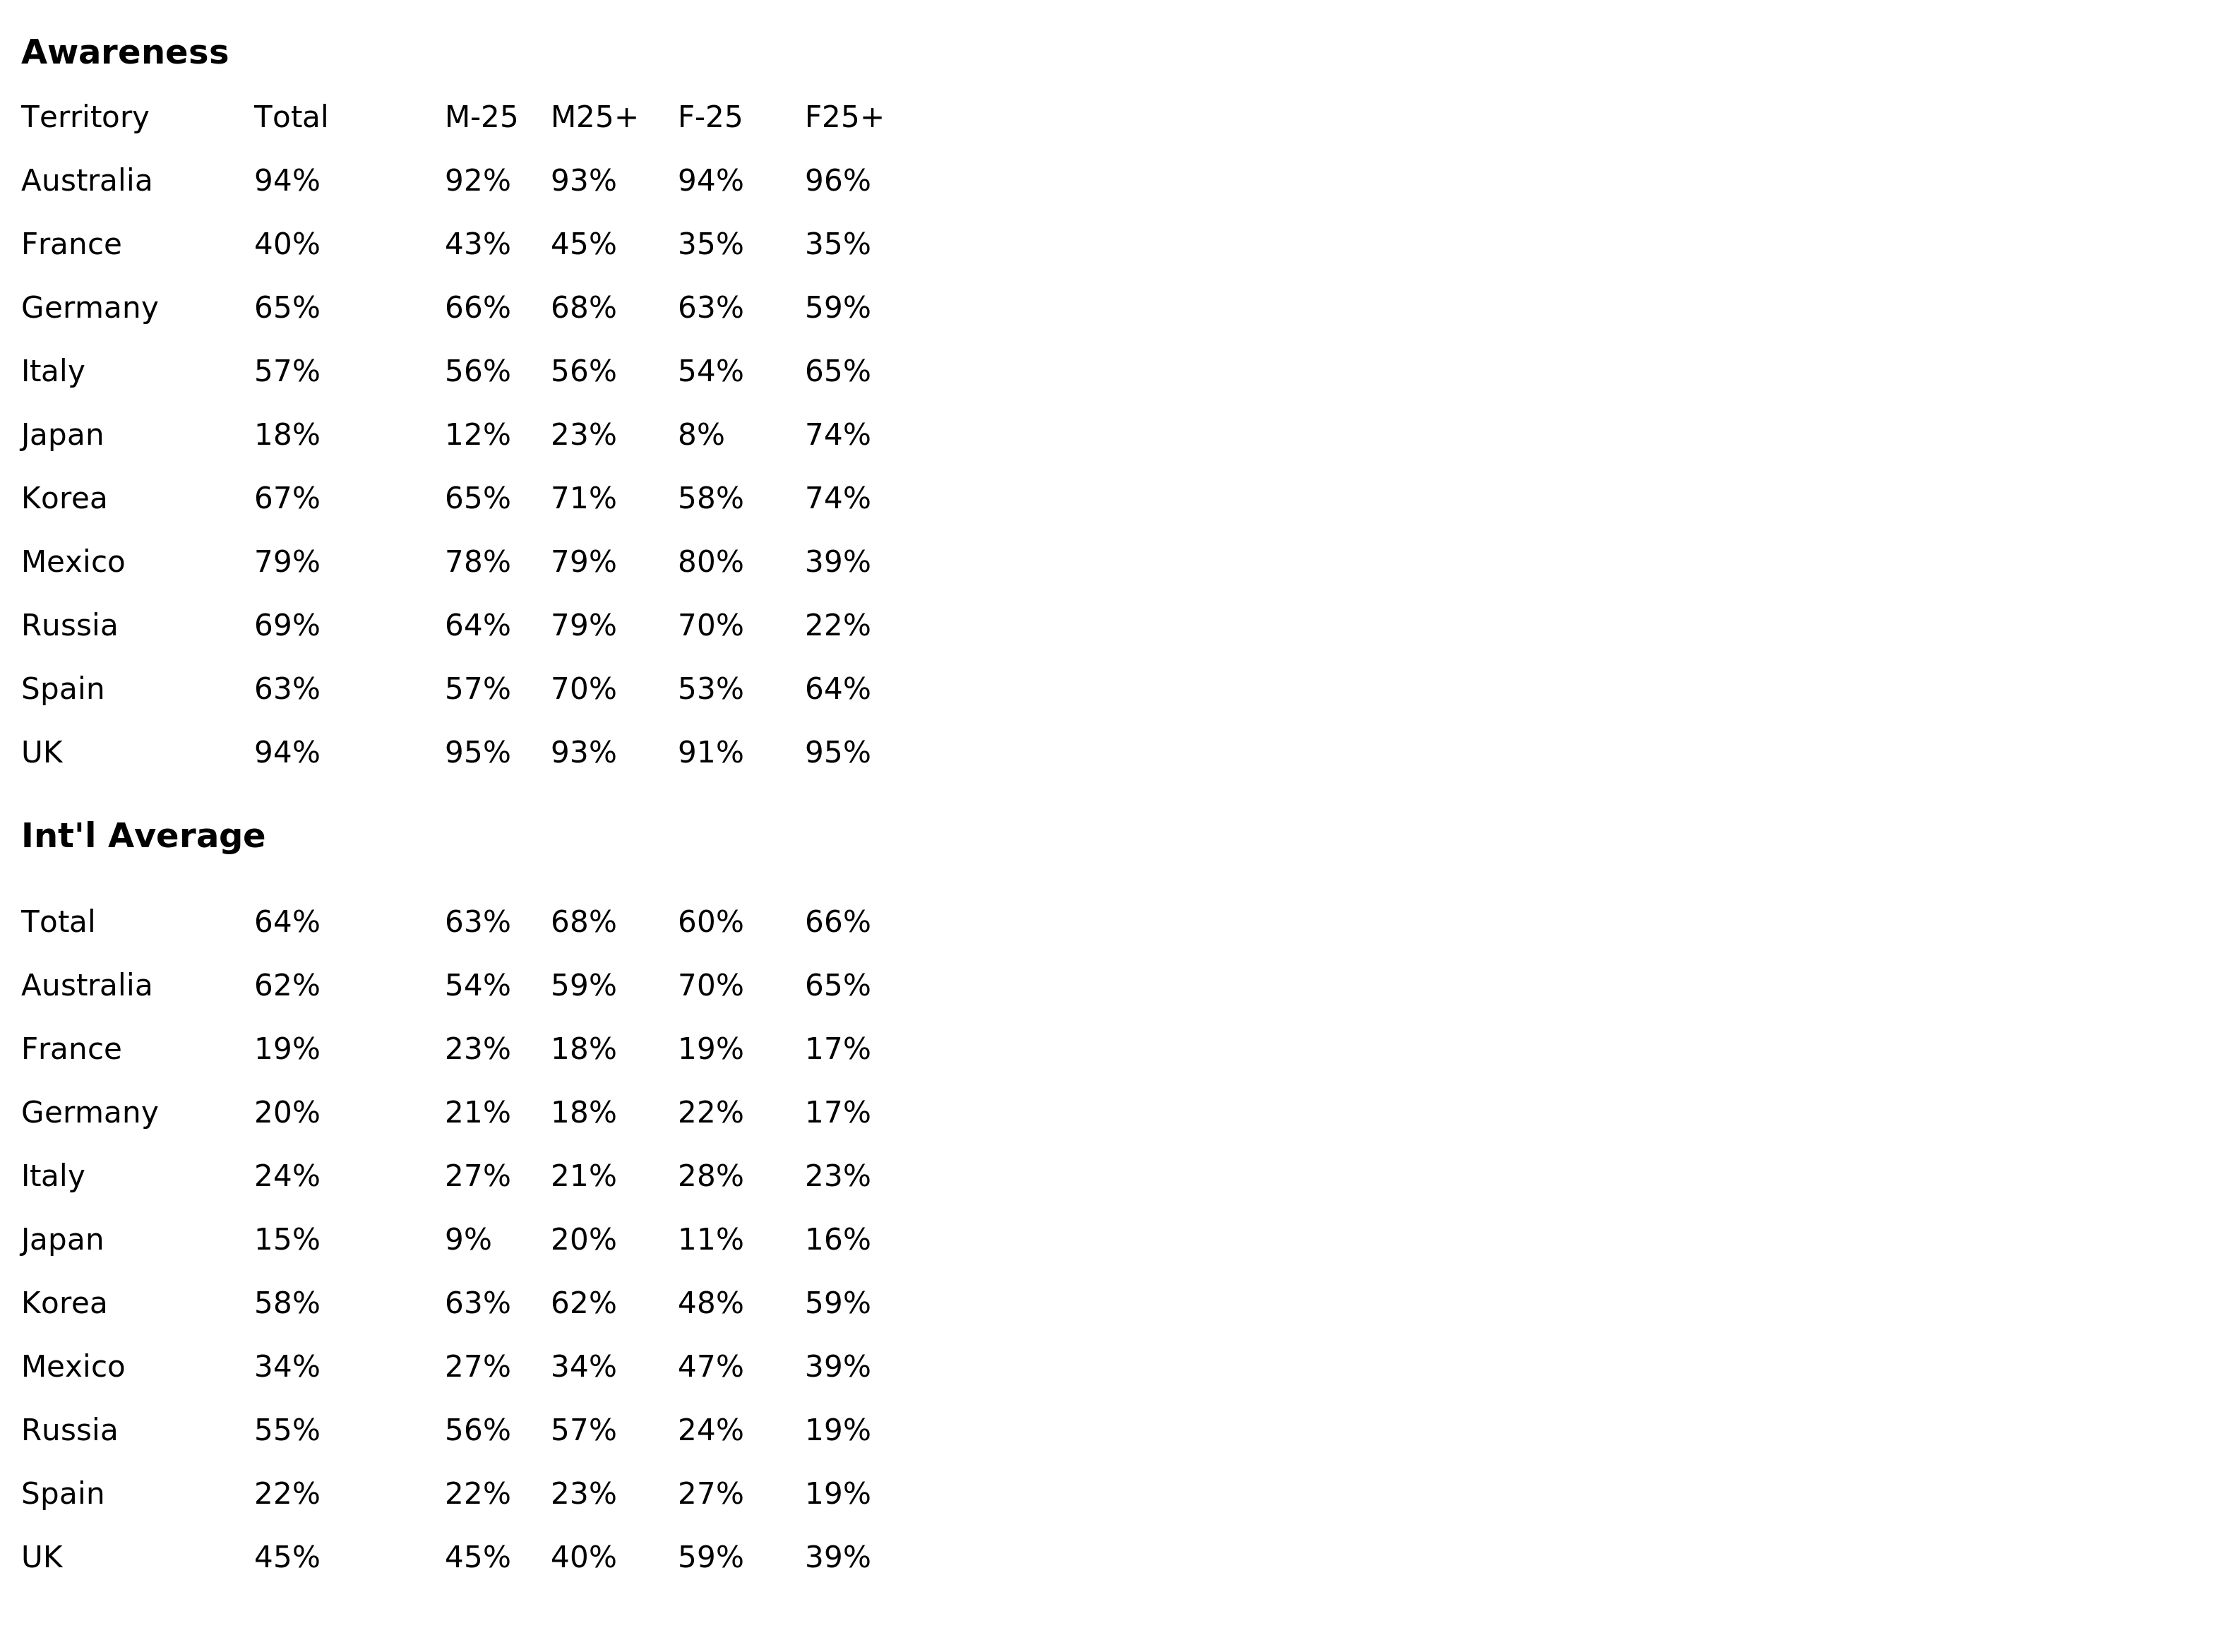 Awareness
Territory Total M-25 M25+ F-25 F25+
Australia 94% 92% 93% 94% 96%
France 40% 43% 45% 35% 35%
Germany 65% 66% 68% 63% 59%
Italy 57% 56% 56% 54% 65%
Japan 18% 12% 23% 8% 74%
Korea 67% 65% 71% 58% 74%
Mexico 79% 78% 79% 80% 39%
Russia 69% 64% 79% 70% 22%
Spain 63% 57% 70% 53% 64%
UK 94% 95% 93% 91% 95%
Int'l Average
Total 64% 63% 68% 60% 66%
Australia 62% 54% 59% 70% 65%
France 19% 23% 18% 19% 17%
Germany 20% 21% 18% 22% 17%
Italy 24% 27% 21% 28% 23%
Japan 15% 9% 20% 11% 16%
Korea 58% 63% 62% 48% 59%
Mexico 34% 27% 34% 47% 39%
Russia 55% 56% 57% 24% 19%
Spain 22% 22% 23% 27% 19%
UK 45% 45% 40% 59% 39%